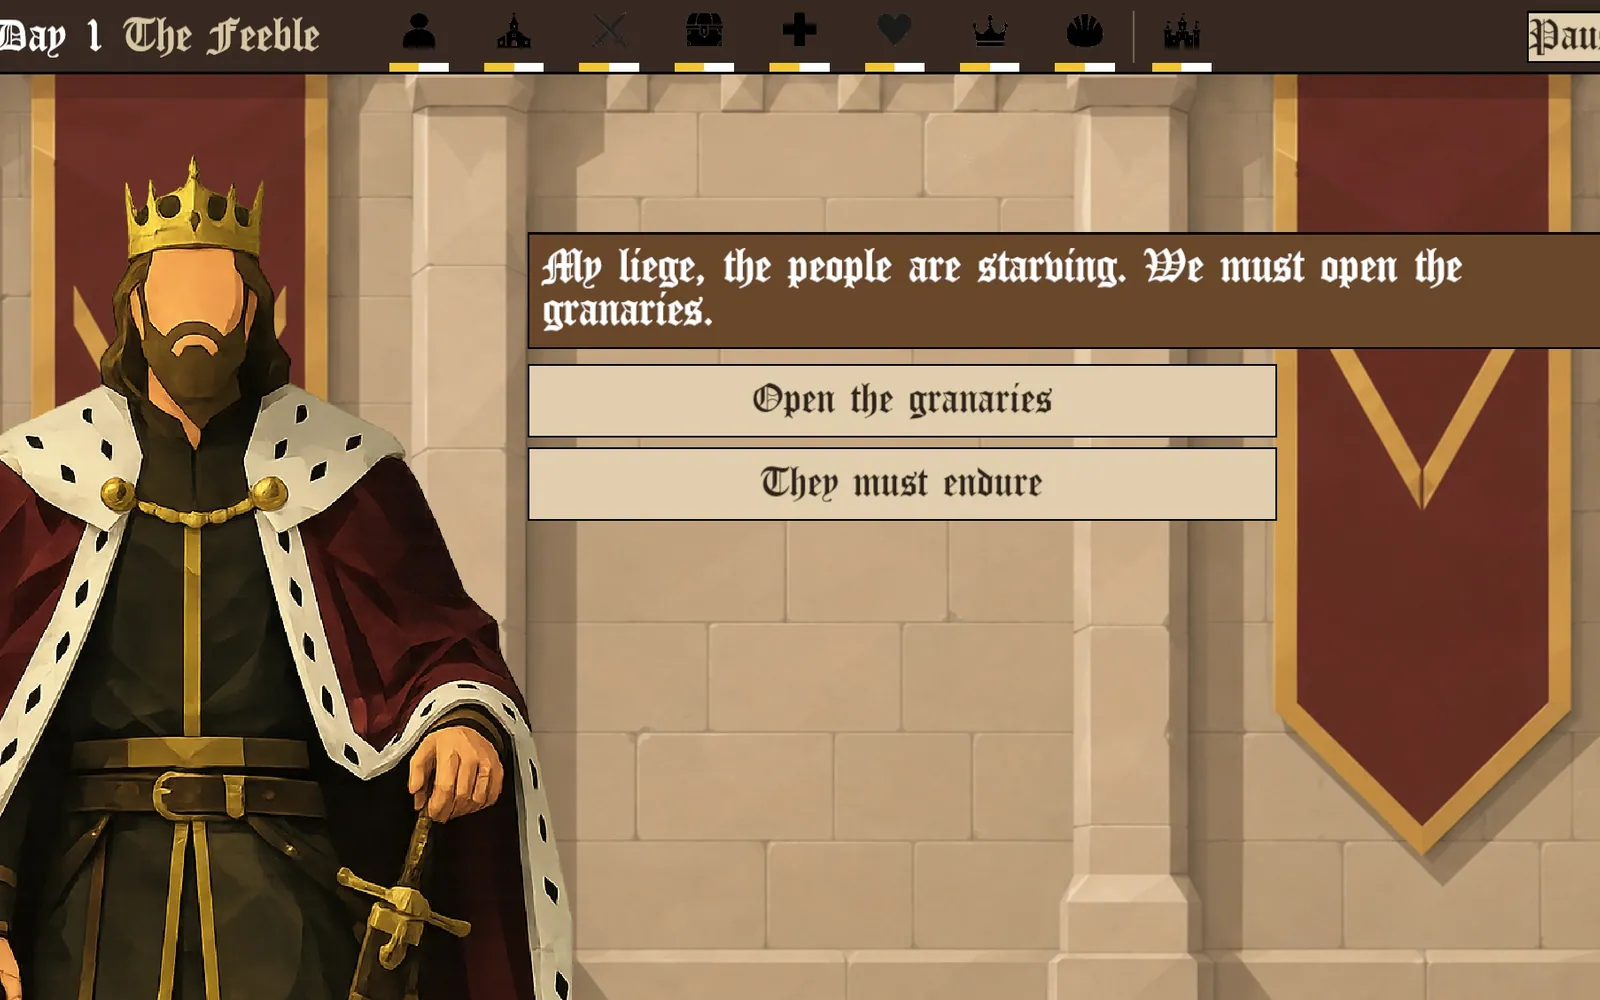 Day 1 The Feeble
My liege, the people are starving. We must open the
granaries.
Open the granaries
They must endure